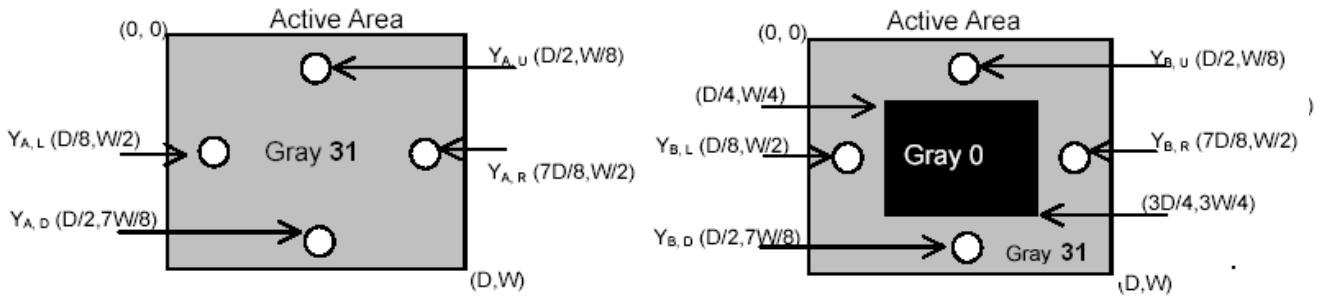 Active Area
(0, 0)
Y A, U (D/2,W/8)
Y A, L (D/8,W/2)
Gray 31
Y A, R (7D/8,W/2)
Y A, D (D/2,7W/8)
(D,W)
Active Area
(0, 0)
Y B, U (D/2,W/8)
(D/4,W/4)
)
Y B, L (D/8,W/2)
Gray 0
Y B, R (7D/8,W/2)
(3D/4,3W/4)
Y B, D (D/2,7W/8)
Gray 31
(D,W)